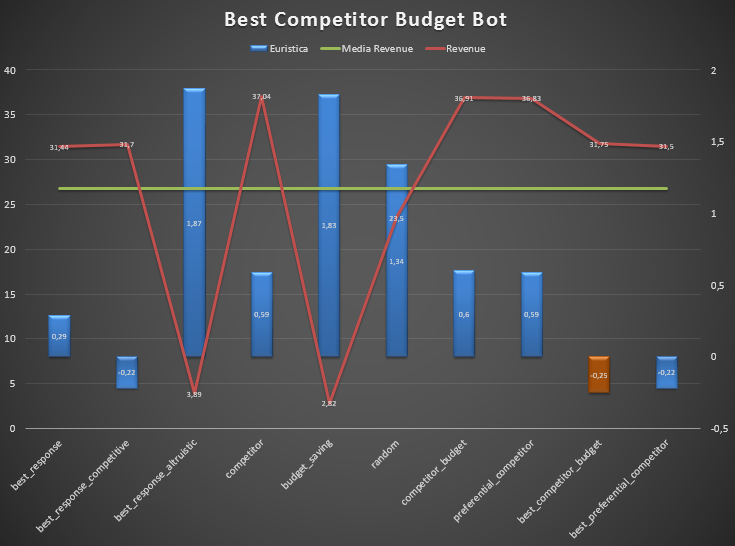 Best Competitor Budget Bot
Euristica Media Revenue Revenue
40
35
30
25
20
15
10
5
0
2
1,5
1
0,5
0
-0,5
31,44
31,7
3,89
37,04
2,82
23,5
36,91
36,83
31,75
31,5
0,29
-0,22
1,87
0,59
1,83
1,34
0,6
0,59
-0,25
-0,22
best_response
best_response_competitive
best_response_altruistic
competitor
budget_saving
random
competitor_budget
preferential_competitor
best_competitor_budget
best_preferential_competitor